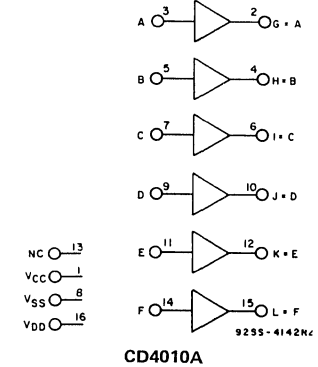 3 2
A G = A
5 4
B H = B
7 6
C I = C
9 10
D J = D
11 12
E K = E
14 15
F L = F
NC 13
VCC 1
VSS 8
VDD 16
92SS-4142
CD4010A